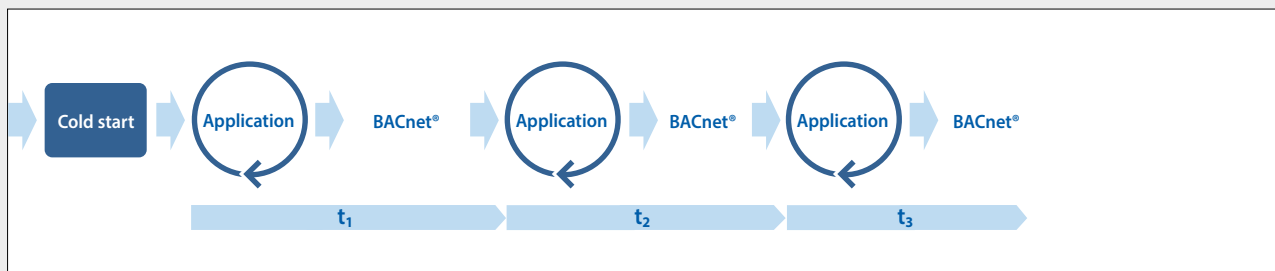 Cold start
Application
BACnet®
Application
BACnet®
Application
BACnet®
t₁
t₂
t₃